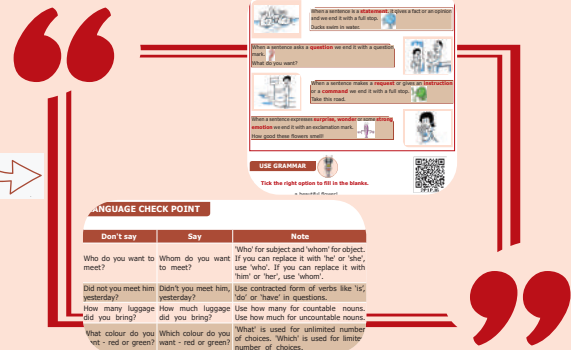 When a sentence is a statement. It gives a fact or an opinion
and we end it with a full stop.
Ducks swim in water.
When a sentence asks a question we end it with a question
mark.
What do you want?
When a sentence makes a request or gives an instruction
or a command we end it with a full stop.
Take this road.
When a sentence expresses surprise, wonder or some strong
emotion we end it with an exclamation mark.
How good these flowers smell!
USE GRAMMAR
Tick the right option to fill in the blanks.
a beautiful flower!
ANGUAGE CHECK POINT
Don't say Say Note
Who do you want to
meet?
Whom do you want
to meet?
'Who' for subject and 'whom' for object.
If you can replace it with 'he' or 'she',
use 'who'. If you can replace it with
'him' or 'her', use 'whom'.
Did not you meet him
yesterday?
Didn't you meet him,
yesterday?
Use contracted form of verbs like 'is',
'do' or 'have' in questions.
How many luggage
did you bring?
How much luggage
did you bring?
Use how many for countable nouns.
Use how much for uncountable nouns.
What colour do you
want - red or green?
Which colour do you
want - red or green?
'What' is used for unlimited number
of choices. 'Which' is used for limite
number of choices.